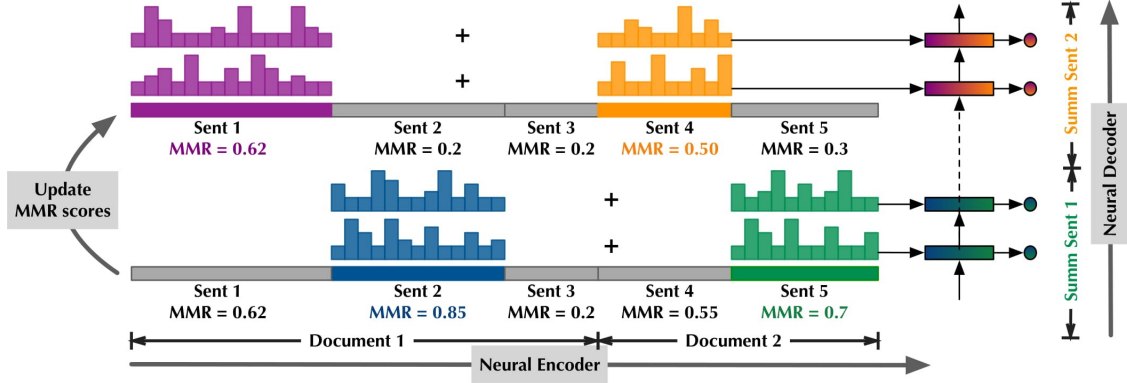 +
+
Sent 1 Sent 2 Sent 3 Sent 4 Sent 5
MMR = 0.62 MMR = 0.2 MMR = 0.2 MMR = 0.50 MMR = 0.3
Update
MMR scores
+
+
Sent 1 Sent 2 Sent 3 Sent 4 Sent 5
MMR = 0.62 MMR = 0.85 MMR = 0.2 MMR = 0.55 MMR = 0.7
Document 1 Document 2
Neural Encoder
Summ Sent 2
Summ Sent 1
Neural Decoder